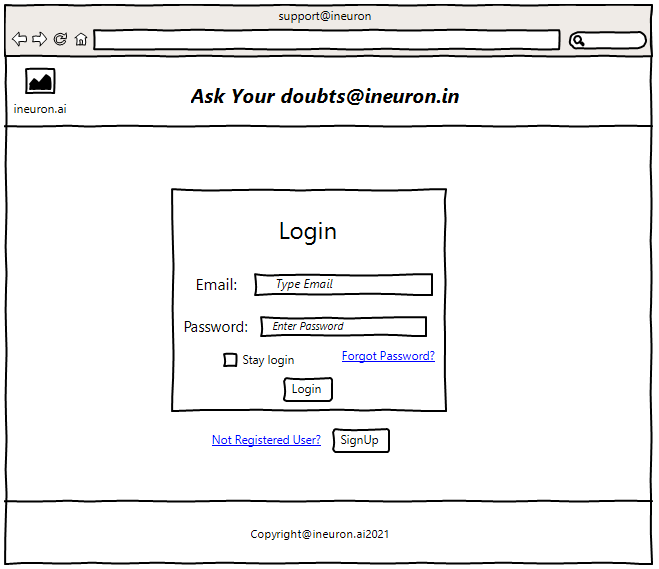 support@ineuron
ineuron.ai
Ask Your doubts@ineuron.in
Login
Email: Type Email
Password: Enter Password
Stay login Forgot Password?
Login
Not Registered User? SignUp
Copyright@ineuron.ai2021